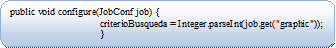 public void configure(JobConf job) {
criterioBusqueda = Integer.parseInt(job.get("graphic"));
}